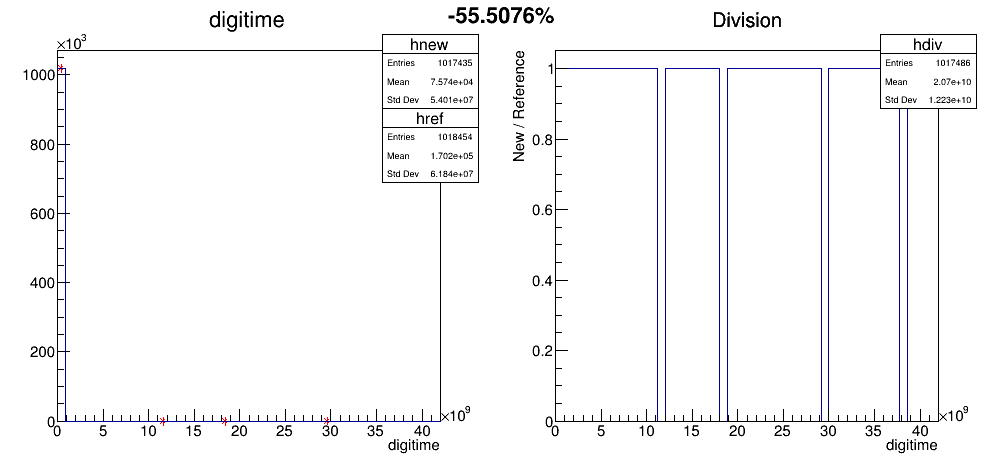 digitime
-55.5076%
Division
×10³
hnew
Entries 1017435
Mean 7.574e+04
Std Dev 5.401e+07
href
Entries 1018454
Mean 1.702e+05
Std Dev 6.184e+07
1000
800
600
400
200
0
0 5 10 15 20 25 30 35 40
×10⁹
digitime
hdiv
Entries 1017486
Mean 2.07e+10
Std Dev 1.223e+10
New / Reference
1
0.8
0.6
0.4
0.2
0
0 5 10 15 20 25 30 35 40
×10⁹
digitime